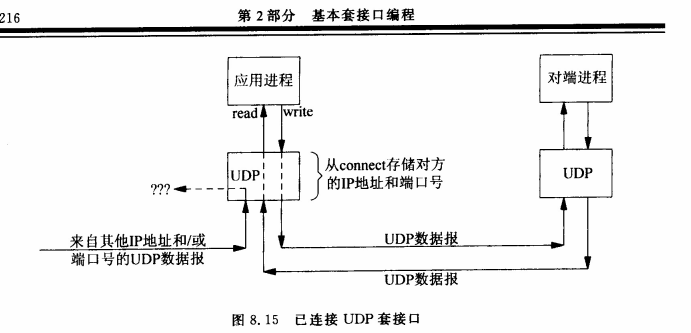 216
第2部分 基本套接口编程
应用进程
对端进程
read
write
UDP
从connect存储对方
的IP地址和端口号
UDP
???
来自其他IP地址和/或
端口号的UDP数据报
UDP数据报
UDP数据报
图 8.15 已连接 UDP 套接口